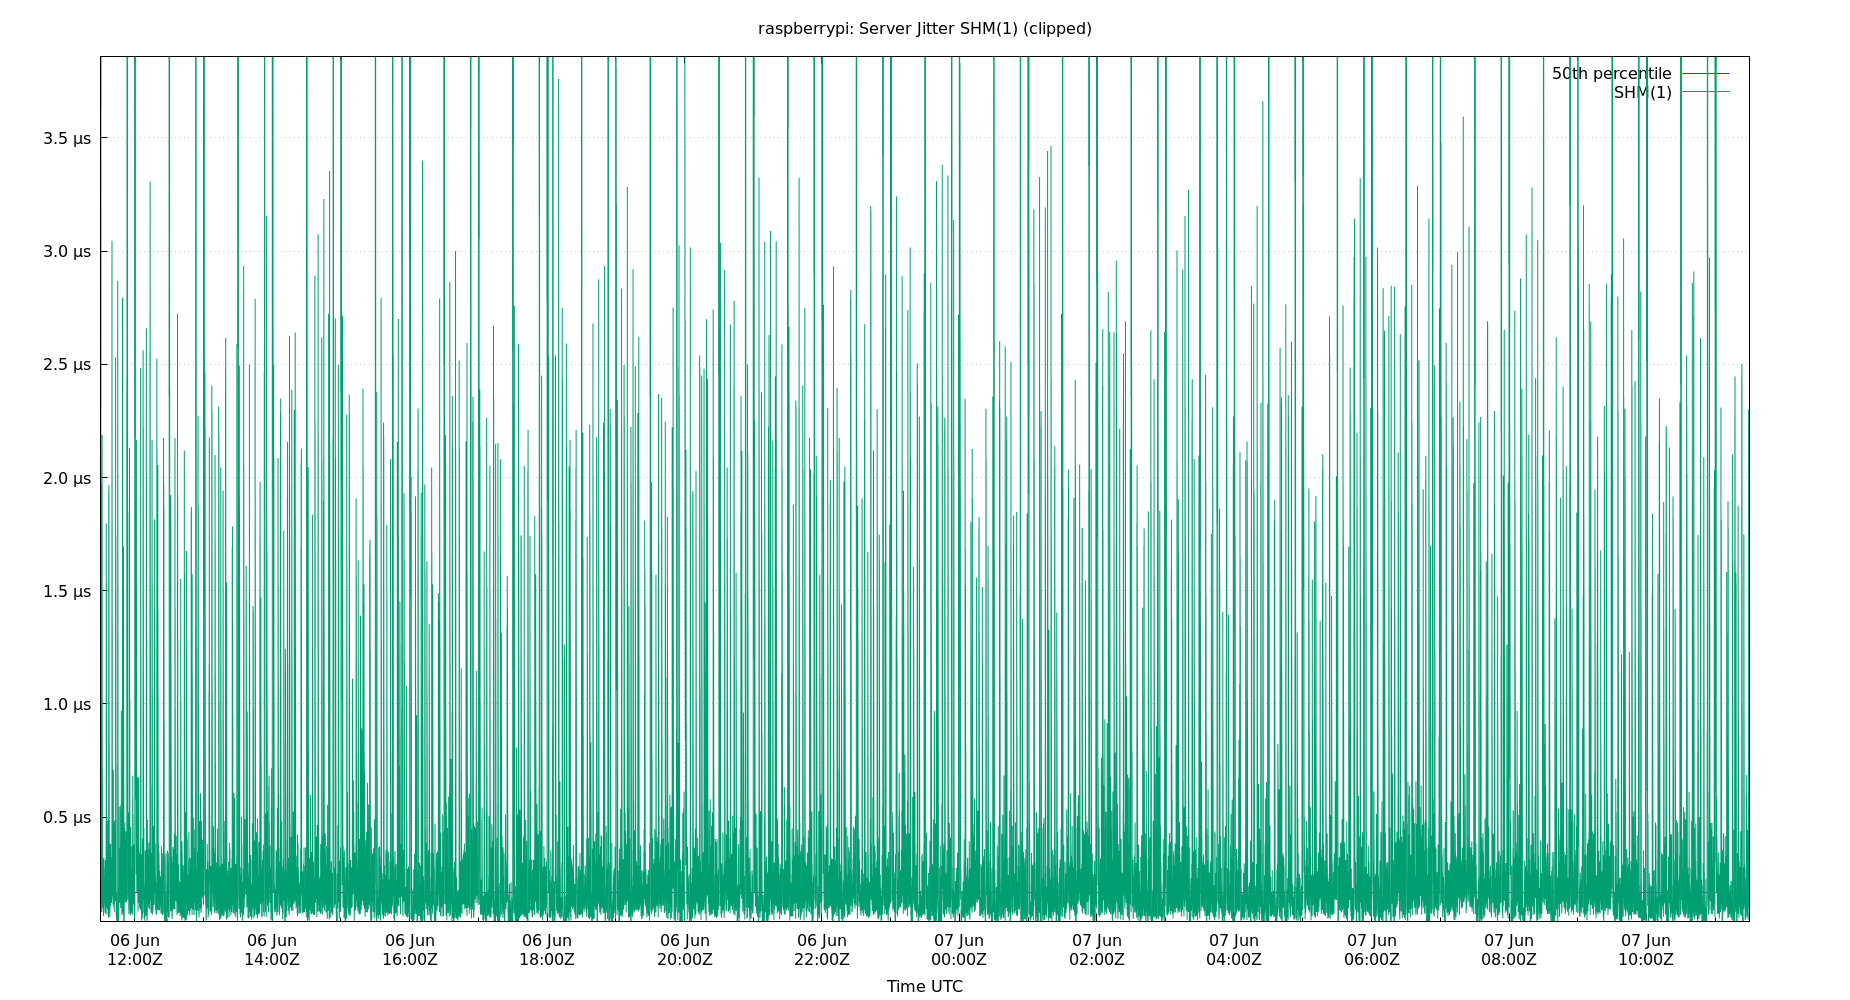 raspberrypi: Server Jitter SHM(1) (clipped)
50th percentile
SHM(1)
3.5 µs
3.0 µs
2.5 µs
2.0 µs
1.5 µs
1.0 µs
0.5 µs
06 Jun 06 Jun 06 Jun 06 Jun 06 Jun 06 Jun 07 Jun 07 Jun 07 Jun 07 Jun 07 Jun 07 Jun
12:00Z 14:00Z 16:00Z 18:00Z 20:00Z 22:00Z 00:00Z 02:00Z 04:00Z 06:00Z 08:00Z 10:00Z
Time UTC